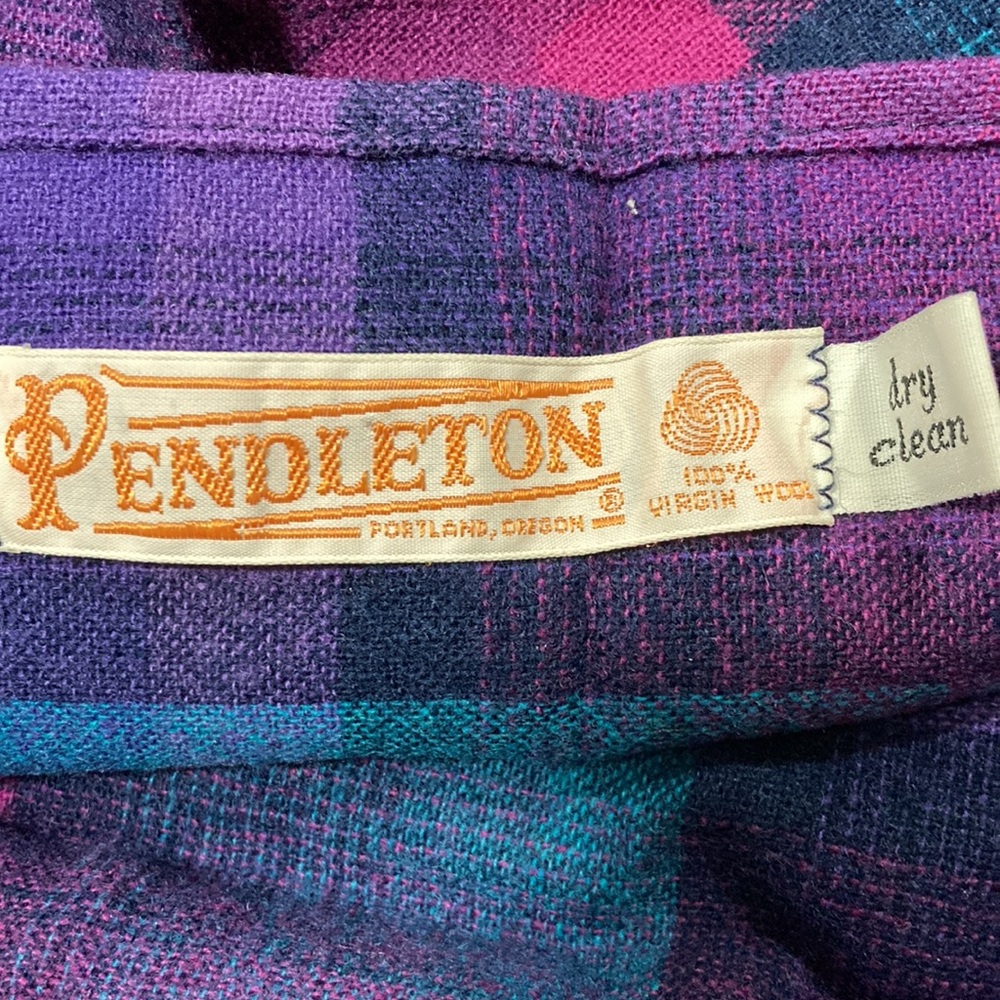 PENDLETON
PORTLAND, OREGON ®
100%
VIRGIN WOOL
dry
clean